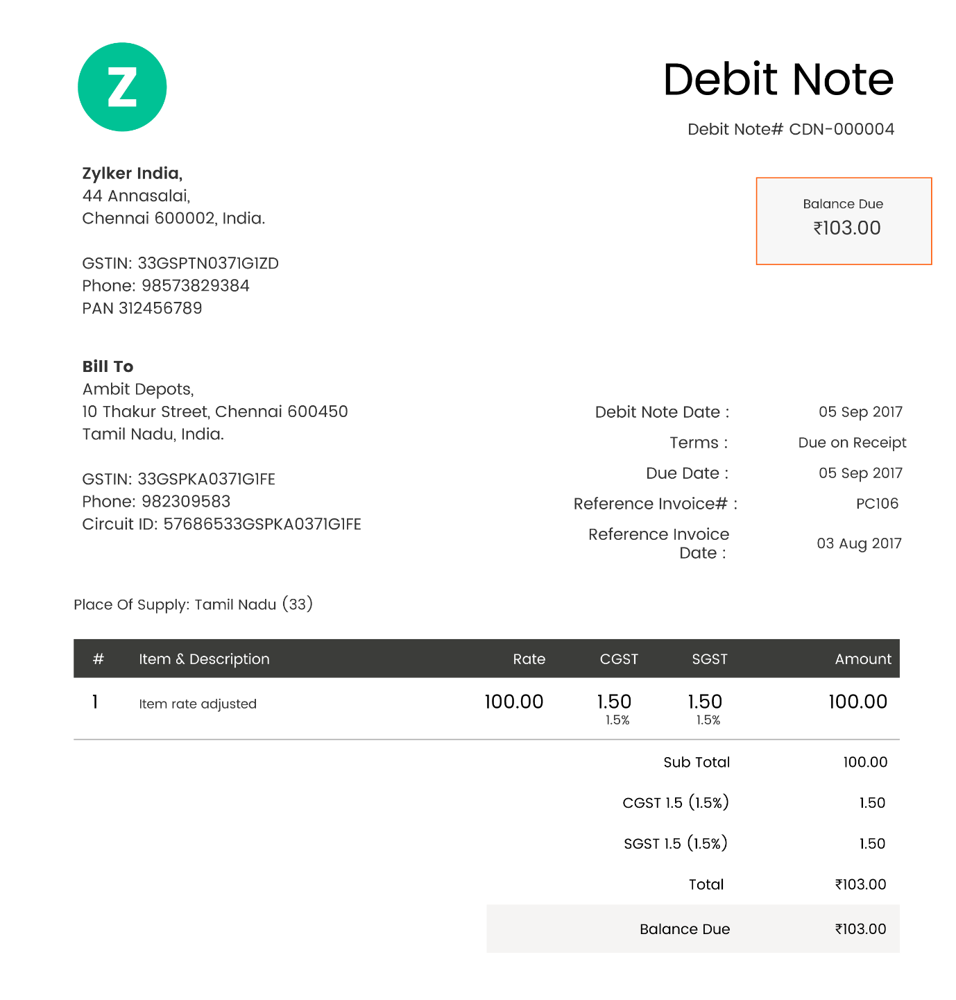 Z
Debit Note
Debit Note# CDN-000004
Zylker India,
44 Annasalai,
Chennai 600002, India.
Balance Due
₹103.00
GSTIN: 33GSPTN0371G1ZD
Phone: 98573829384
PAN 312456789
Bill To
Ambit Depots,
10 Thakur Street, Chennai 600450
Tamil Nadu, India.
GSTIN: 33GSPKA0371G1FE
Phone: 982309583
Circuit ID: 57686533GSPKA0371G1FE
Debit Note Date : 05 Sep 2017
Terms : Due on Receipt
Due Date : 05 Sep 2017
Reference Invoice# : PC106
Reference Invoice
Date : 03 Aug 2017
Place Of Supply: Tamil Nadu (33)
# Item & Description Rate CGST SGST Amount
1 Item rate adjusted 100.00 1.50 1.50 100.00
1.5% 1.5%
Sub Total 100.00
CGST 1.5 (1.5%) 1.50
SGST 1.5 (1.5%) 1.50
Total ₹103.00
Balance Due ₹103.00